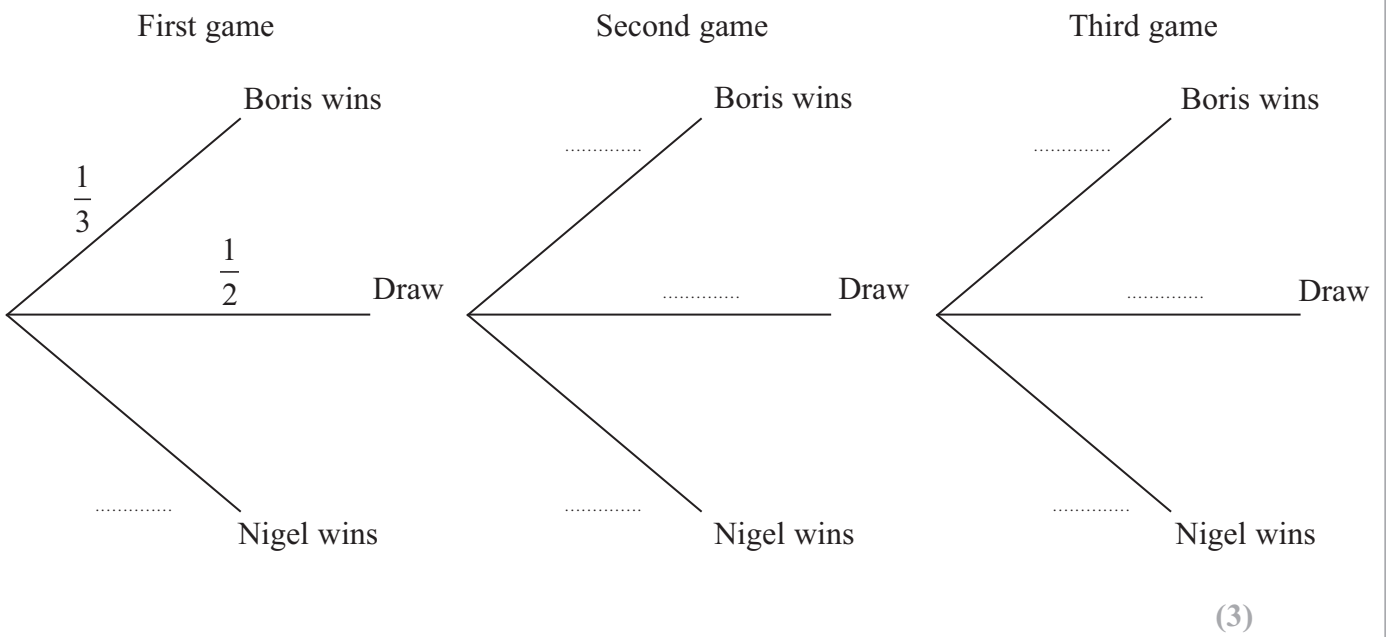 First game Second game Third game
Boris wins Boris wins Boris wins
.............. ..............
1
3
1
2
Draw Draw Draw
.............. ..............
.............. .............. ..............
Nigel wins Nigel wins Nigel wins
(3)